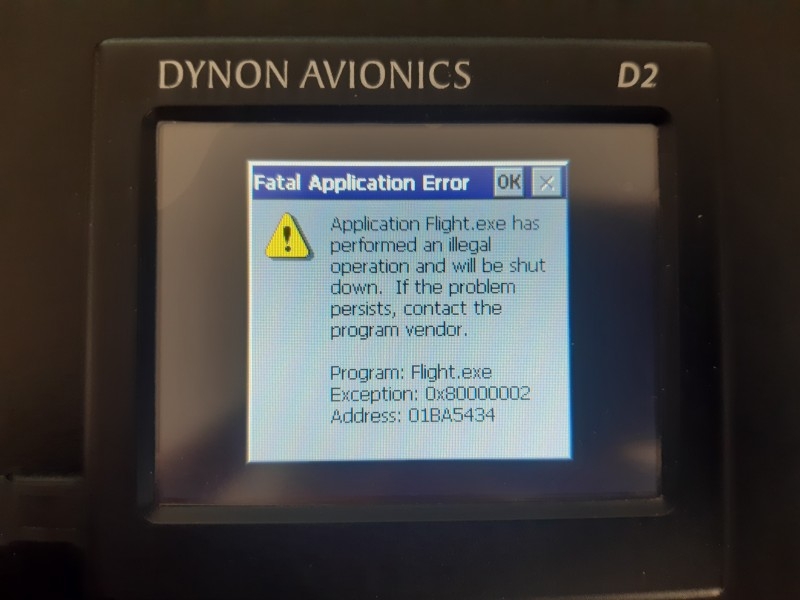 DYNON AVIONICS D2
Fatal Application Error OK
Application Flight.exe has
performed an illegal
operation and will be shut
down. If the problem
persists, contact the
program vendor.
Program: Flight.exe
Exception: 0x80000002
Address: 01BA5434